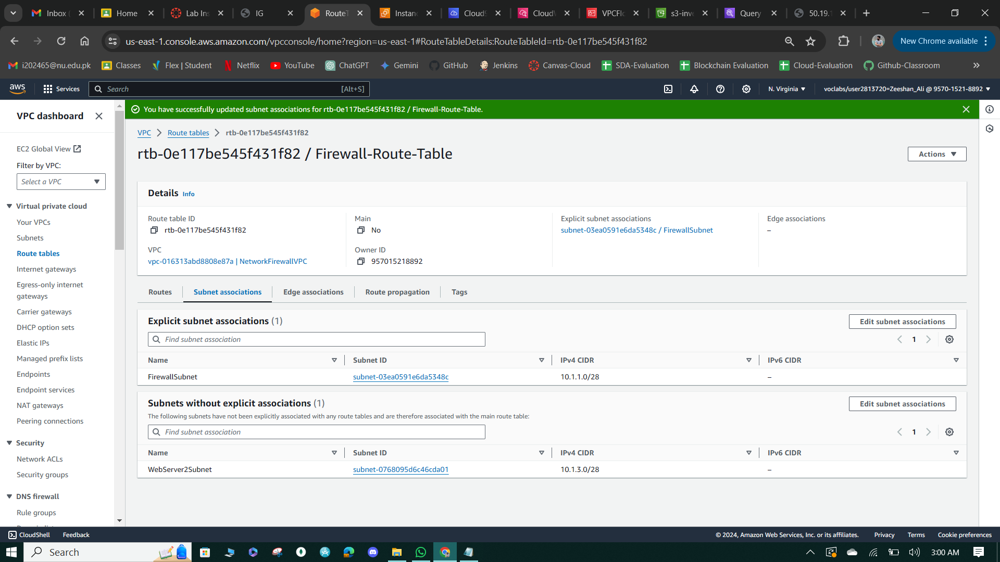 Inbox (
Home
Lab Ins
IG
RouteT
Instanc
Cloud9
CloudW
VPCFlo
s3-inve
Query
50.19.1
us-east-1.console.aws.amazon.com/vpcconsole/home?region=us-east-1#RouteTableDetails:RouteTableId=rtb-0e117be545f431f82
New Chrome available
i202465@nu.edu.pk
Classes
Flex | Student
Netflix
YouTube
ChatGPT
Gemini
GitHub
Jenkins
Canvas-Cloud
SDA-Evaluation
Blockchain Evaluation
Cloud-Evaluation
Github-Classroom
aws
Services
Search
[Alt+S]
N. Virginia
voclabs/user2813720=Zeeshan_Ali @ 9570-1521-8892
VPC dashboard
EC2 Global View
Filter by VPC:
Select a VPC
Virtual private cloud
Your VPCs
Subnets
Route tables
Internet gateways
Egress-only internet
gateways
Carrier gateways
DHCP option sets
Elastic IPs
Managed prefix lists
Endpoints
Endpoint services
NAT gateways
Peering connections
Security
Network ACLs
Security groups
DNS firewall
Rule groups
You have successfully updated subnet associations for rtb-0e117be545f431f82 / Firewall-Route-Table.
VPC
Route tables
rtb-0e117be545f431f82
rtb-0e117be545f431f82 / Firewall-Route-Table
Actions
Details Info
Route table ID
rtb-0e117be545f431f82
Main
No
Explicit subnet associations
subnet-03ea0591e6da5348c / FirewallSubnet
Edge associations
–
VPC
vpc-016313abd8808e87a | NetworkFirewallVPC
Owner ID
957015218892
Routes
Subnet associations
Edge associations
Route propagation
Tags
Explicit subnet associations (1)
Edit subnet associations
Find subnet association
1
Name
Subnet ID
IPv4 CIDR
IPv6 CIDR
FirewallSubnet
subnet-03ea0591e6da5348c
10.1.1.0/28
–
Subnets without explicit associations (1)
Edit subnet associations
The following subnets have not been explicitly associated with any route tables and are therefore associated with the main route table:
Find subnet association
1
Name
Subnet ID
IPv4 CIDR
IPv6 CIDR
WebServer2Subnet
subnet-0768095d6c46cda01
10.1.3.0/28
–
CloudShell
Feedback
© 2024, Amazon Web Services, Inc. or its affiliates.
Privacy
Terms
Cookie preferences
Search
3:00 AM